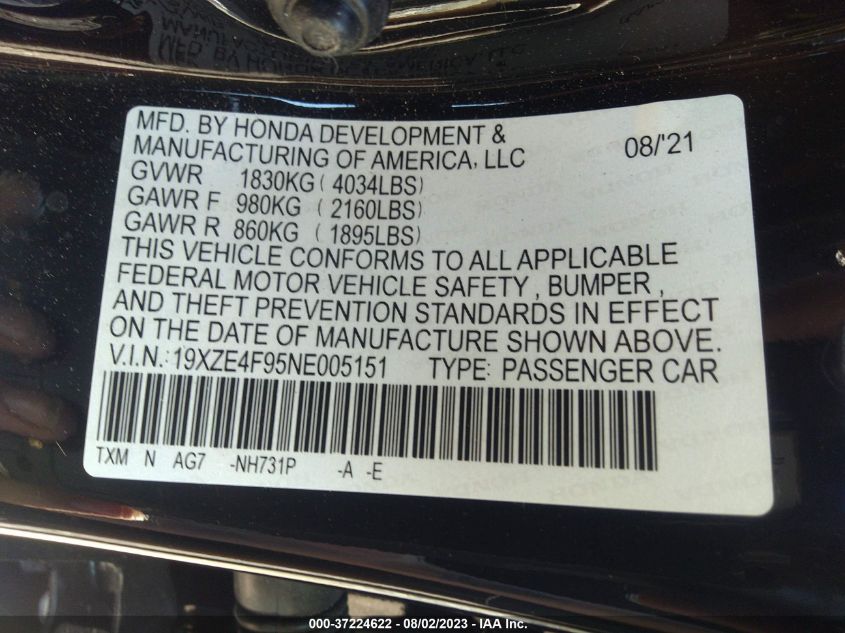 MFD. BY HONDA DEVELOPMENT &
MANUFACTURING OF AMERICA, LLC 08/'21
GVWR 1830KG ( 4034LBS)
GAWR F 980KG ( 2160LBS)
GAWR R 860KG ( 1895LBS)
THIS VEHICLE CONFORMS TO ALL APPLICABLE
FEDERAL MOTOR VEHICLE SAFETY , BUMPER ,
AND THEFT PREVENTION STANDARDS IN EFFECT
ON THE DATE OF MANUFACTURE SHOWN ABOVE.
V.I.N.: 19XZE4F95NE005151 TYPE: PASSENGER CAR
TXM N AG7 -NH731P -A -E
000-37224622 - 08/02/2023 - IAA Inc.